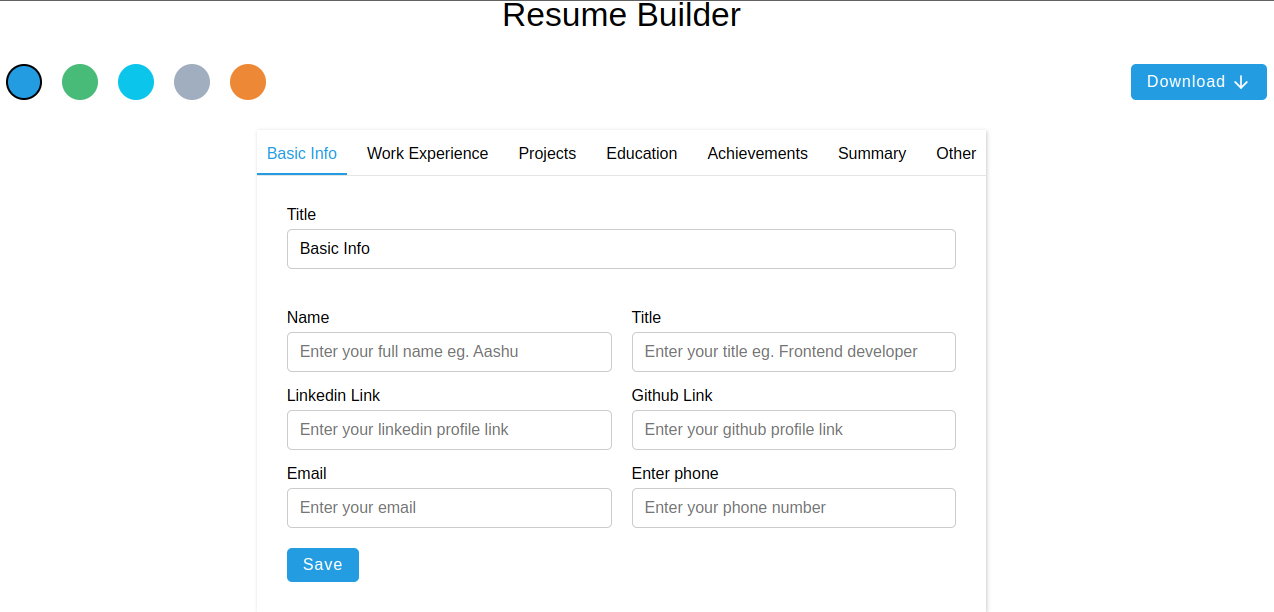 Resume Builder
Download
Basic Info Work Experience Projects Education Achievements Summary Other
Title
Basic Info
Name Title
Enter your full name eg. Aashu Enter your title eg. Frontend developer
Linkedin Link Github Link
Enter your linkedin profile link Enter your github profile link
Email Enter phone
Enter your email Enter your phone number
Save